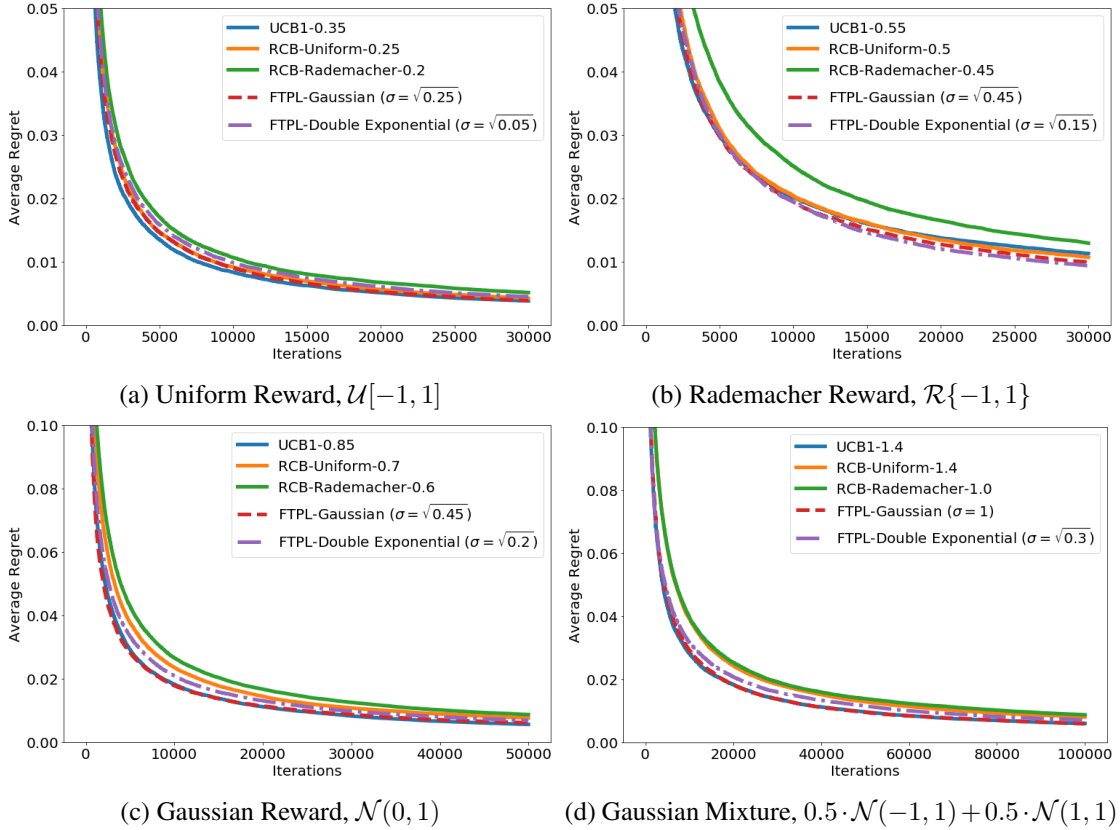 0.05
0.04
0.03
0.02
0.01
0.00
Average Regret
UCB1-0.35
RCB-Uniform-0.25
RCB-Rademacher-0.2
FTPL-Gaussian (σ = √0.25)
FTPL-Double Exponential (σ = √0.05)
0 5000 10000 15000 20000 25000 30000
Iterations
(a) Uniform Reward, 𝒰[−1, 1]
0.05
0.04
0.03
0.02
0.01
0.00
Average Regret
UCB1-0.55
RCB-Uniform-0.5
RCB-Rademacher-0.45
FTPL-Gaussian (σ = √0.45)
FTPL-Double Exponential (σ = √0.15)
0 5000 10000 15000 20000 25000 30000
Iterations
(b) Rademacher Reward, ℛ{−1, 1}
0.10
0.08
0.06
0.04
0.02
0.00
Average Regret
UCB1-0.85
RCB-Uniform-0.7
RCB-Rademacher-0.6
FTPL-Gaussian (σ = √0.45)
FTPL-Double Exponential (σ = √0.2)
0 10000 20000 30000 40000 50000
Iterations
(c) Gaussian Reward, 𝒩(0, 1)
0.10
0.08
0.06
0.04
0.02
0.00
Average Regret
UCB1-1.4
RCB-Uniform-1.4
RCB-Rademacher-1.0
FTPL-Gaussian (σ = 1)
FTPL-Double Exponential (σ = √0.3)
0 20000 40000 60000 80000 100000
Iterations
(d) Gaussian Mixture, 0.5 · 𝒩(−1, 1) + 0.5 · 𝒩(1, 1)